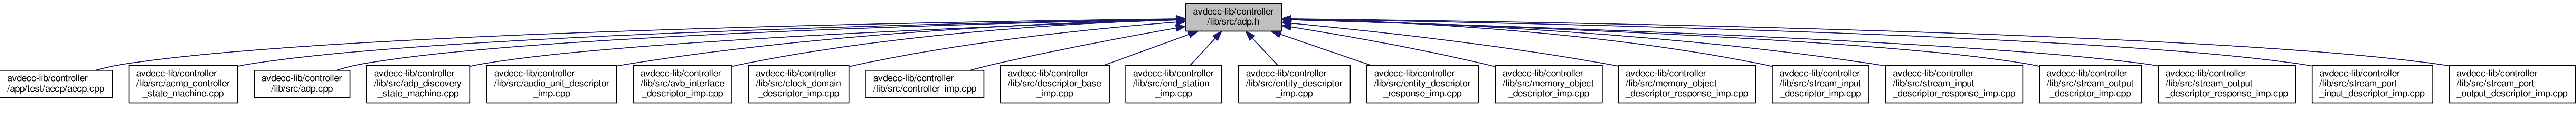 avdecc-lib/controller
/lib/src/adp.h
avdecc-lib/controller
/app/test/aecp/aecp.cpp
avdecc-lib/controller
/lib/src/acmp_controller
_state_machine.cpp
avdecc-lib/controller
/lib/src/adp.cpp
avdecc-lib/controller
/lib/src/adp_discovery
_state_machine.cpp
avdecc-lib/controller
/lib/src/audio_unit_descriptor
_imp.cpp
avdecc-lib/controller
/lib/src/avb_interface
_descriptor_imp.cpp
avdecc-lib/controller
/lib/src/clock_domain
_descriptor_imp.cpp
avdecc-lib/controller
/lib/src/controller_imp.cpp
avdecc-lib/controller
/lib/src/descriptor_base
_imp.cpp
avdecc-lib/controller
/lib/src/end_station
_imp.cpp
avdecc-lib/controller
/lib/src/entity_descriptor
_imp.cpp
avdecc-lib/controller
/lib/src/entity_descriptor
_response_imp.cpp
avdecc-lib/controller
/lib/src/memory_object
_descriptor_imp.cpp
avdecc-lib/controller
/lib/src/memory_object
_descriptor_response_imp.cpp
avdecc-lib/controller
/lib/src/stream_input
_descriptor_imp.cpp
avdecc-lib/controller
/lib/src/stream_input
_descriptor_response_imp.cpp
avdecc-lib/controller
/lib/src/stream_output
_descriptor_imp.cpp
avdecc-lib/controller
/lib/src/stream_output
_descriptor_response_imp.cpp
avdecc-lib/controller
/lib/src/stream_port
_input_descriptor_imp.cpp
avdecc-lib/controller
/lib/src/stream_port
_output_descriptor_imp.cpp